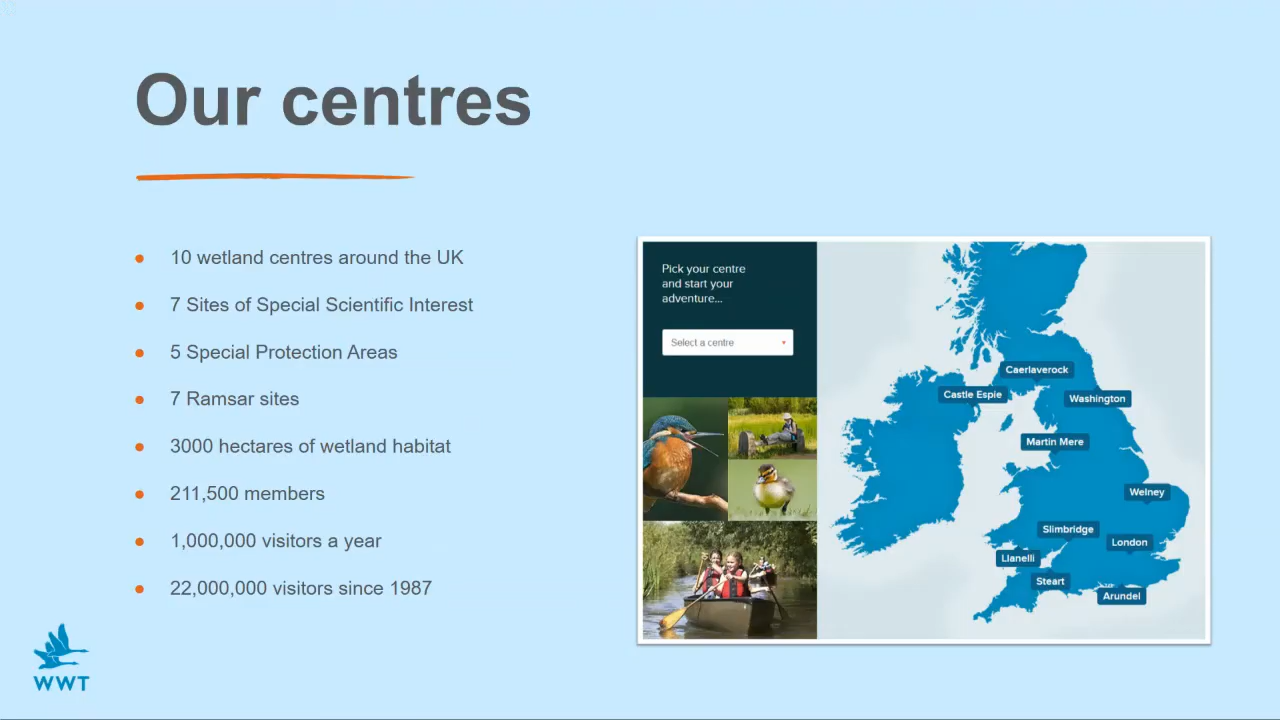 Our centres
10 wetland centres around the UK
7 Sites of Special Scientific Interest
5 Special Protection Areas
7 Ramsar sites
3000 hectares of wetland habitat
211,500 members
1,000,000 visitors a year
22,000,000 visitors since 1987
Pick your centre
and start your
adventure...
Select a centre
Caerlaverock
Castle Espie
Washington
Martin Mere
Welney
Slimbridge
London
Llanelli
Steart
Arundel
WWT